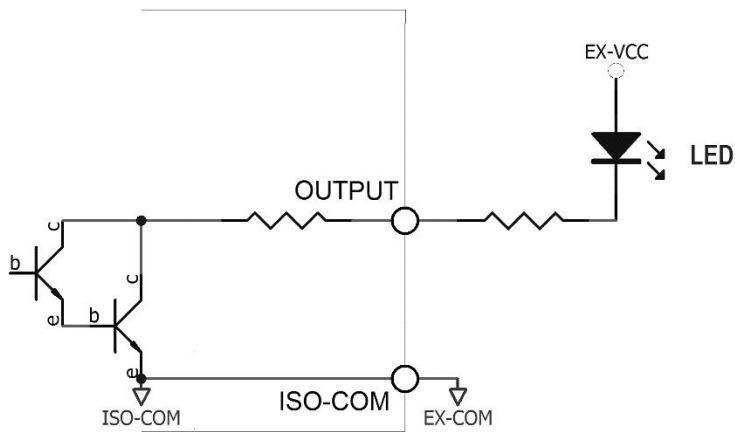 EX-VCC
LED
OUTPUT
c
b
c
e
b
e
ISO-COM
ISO-COM
EX-COM